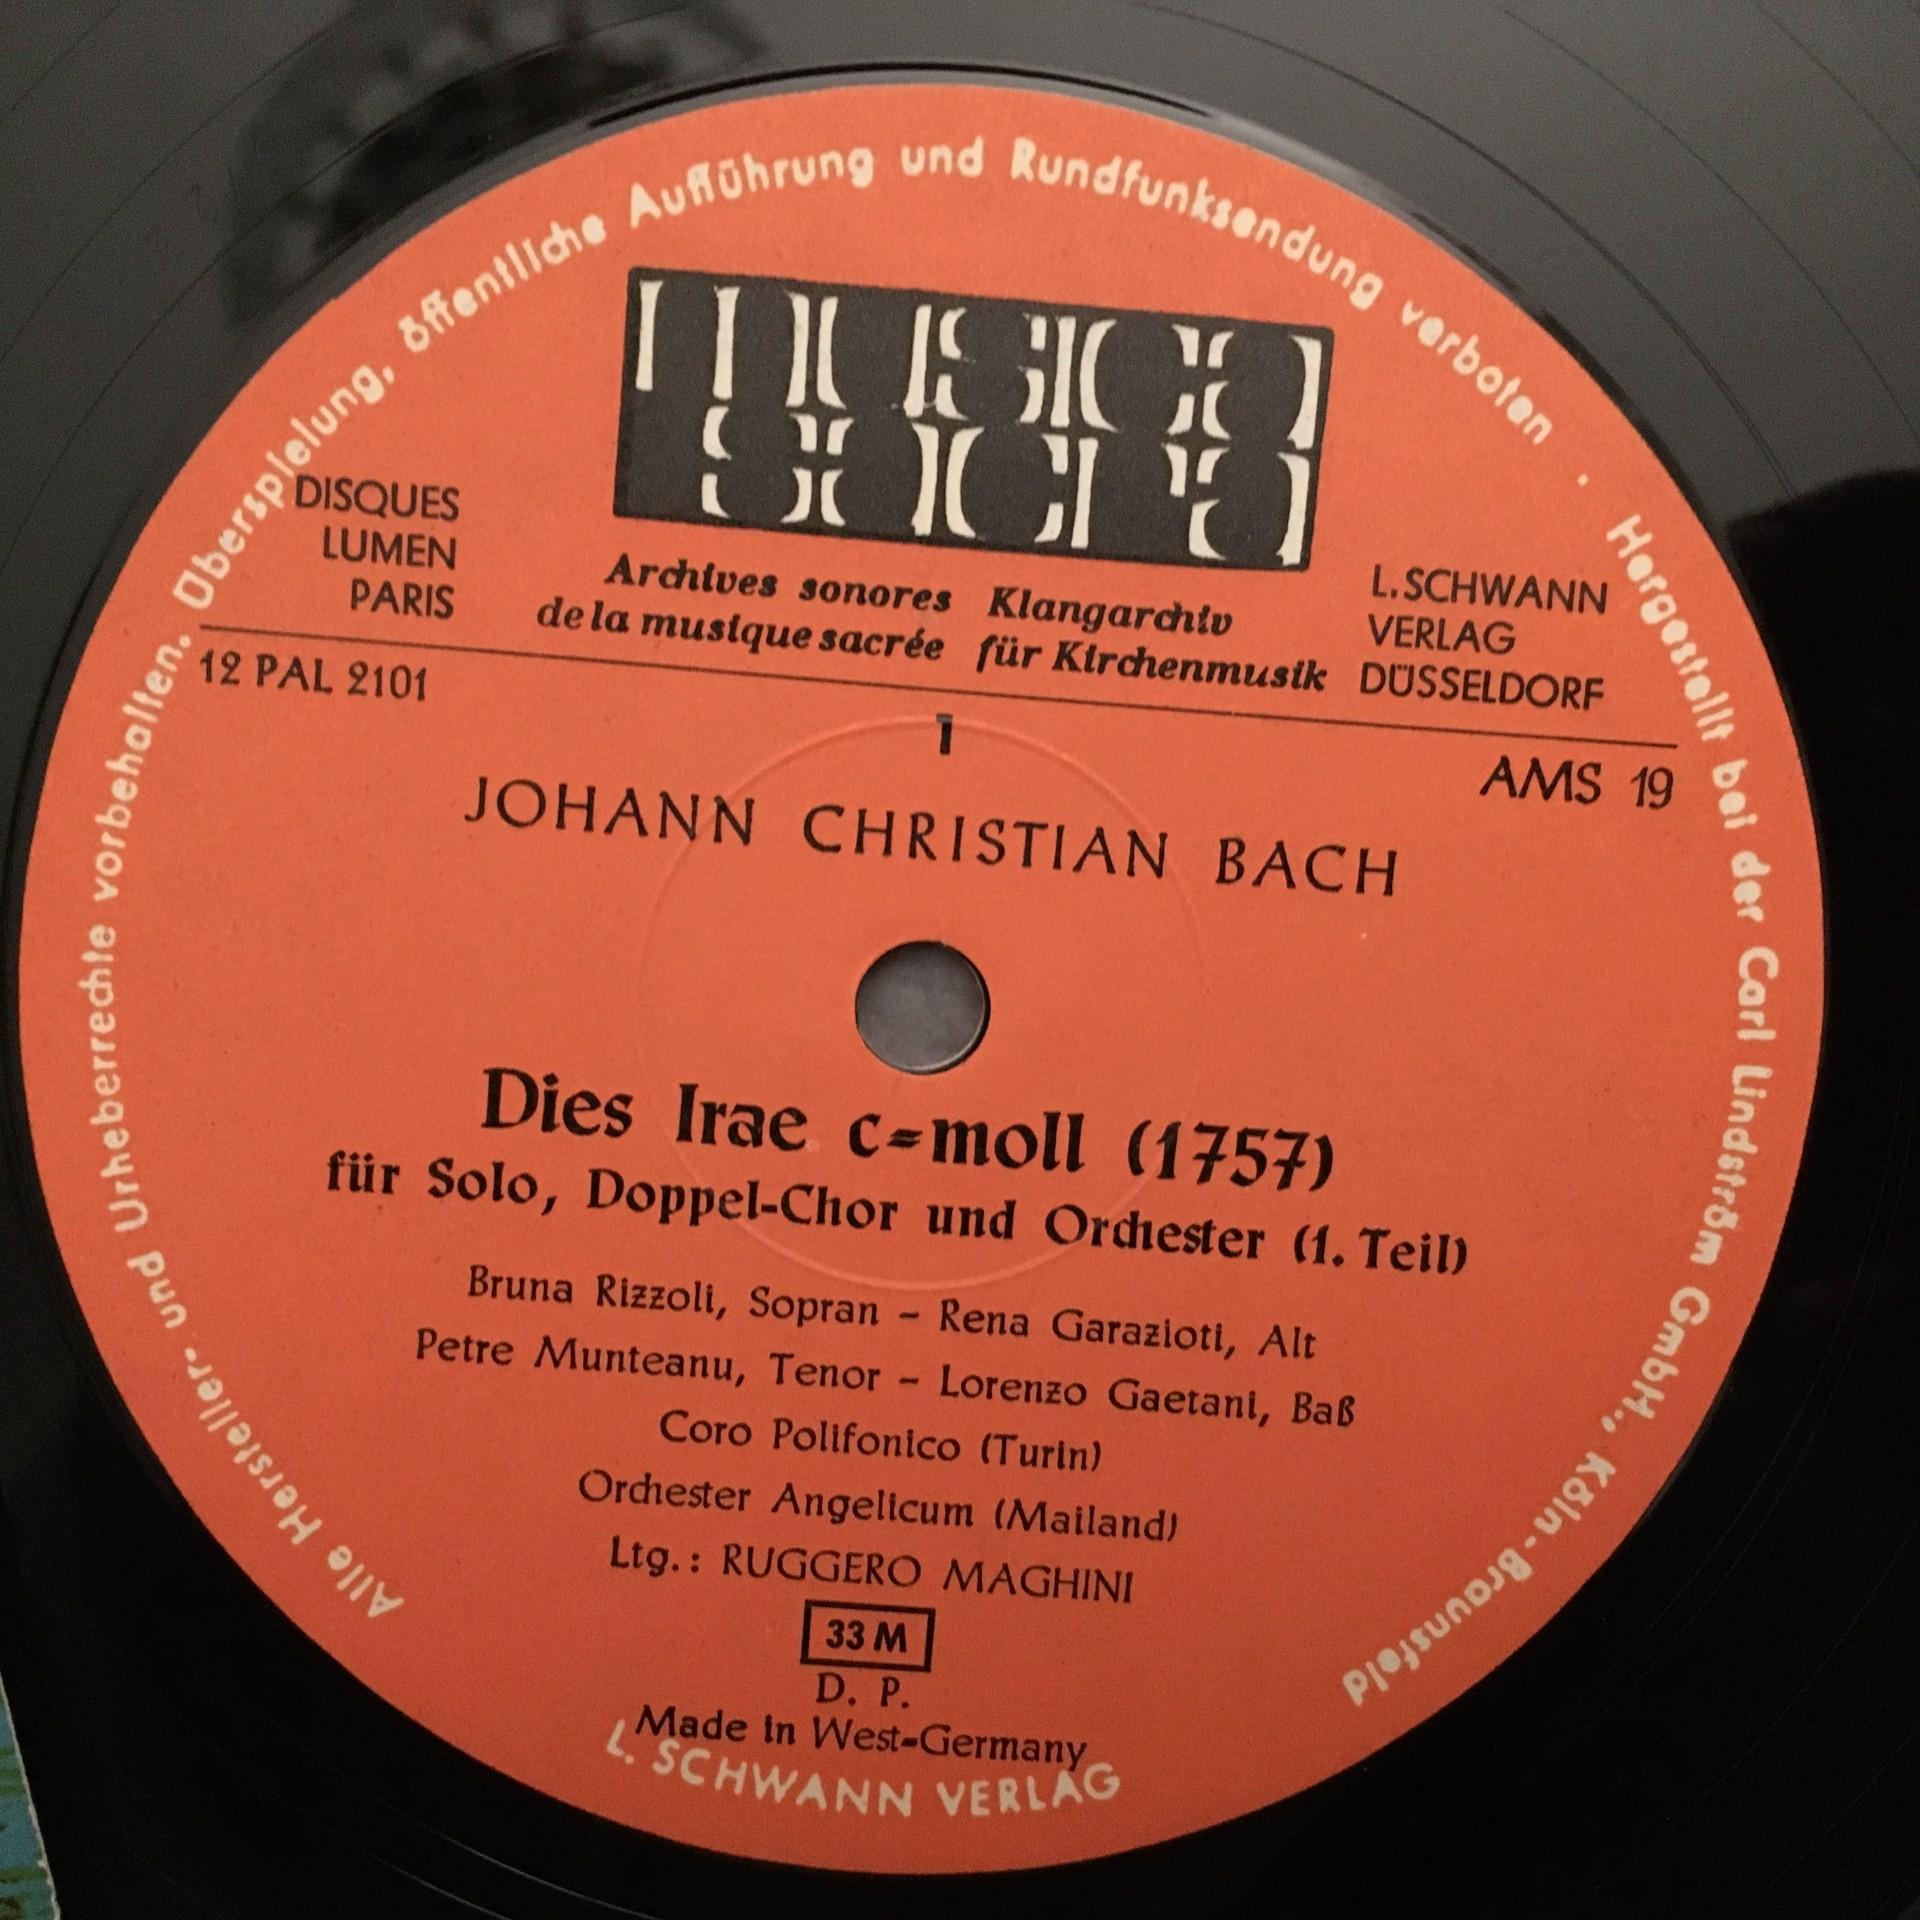 Alle Hersteller- und Urheberrechte vorbehalten. Überspielung, öffentliche Aufführung und Rundfunksendung verboten · Hergestellt bei der Carl Lindström GmbH., Köln-Braunsfeld
DISQUES
LUMEN
PARIS
Archives sonores
de la musique sacrée
Klangarchiv
für Kirchenmusik
L. SCHWANN
VERLAG
DÜSSELDORF
12 PAL 2101
1
AMS 19
JOHANN CHRISTIAN BACH
Dies Irae c-moll (1757)
für Solo, Doppel-Chor und Orchester (1. Teil)
Bruna Rizzoli, Sopran – Rena Garazioti, Alt
Petre Munteanu, Tenor – Lorenzo Gaetani, Baß
Coro Polifonico (Turin)
Orchester Angelicum (Mailand)
Ltg.: RUGGERO MAGHINI
33 M
D. P.
Made in West-Germany
L. SCHWANN VERLAG